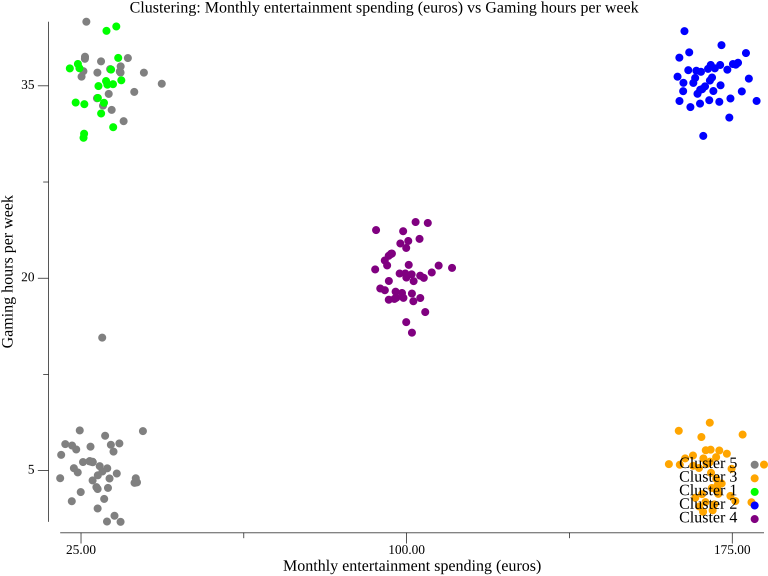 Clustering: Monthly entertainment spending (euros) vs Gaming hours per week
35
20
5
Gaming hours per week
Cluster 5
Cluster 3
Cluster 1
Cluster 2
Cluster 4
25.00
100.00
175.00
Monthly entertainment spending (euros)